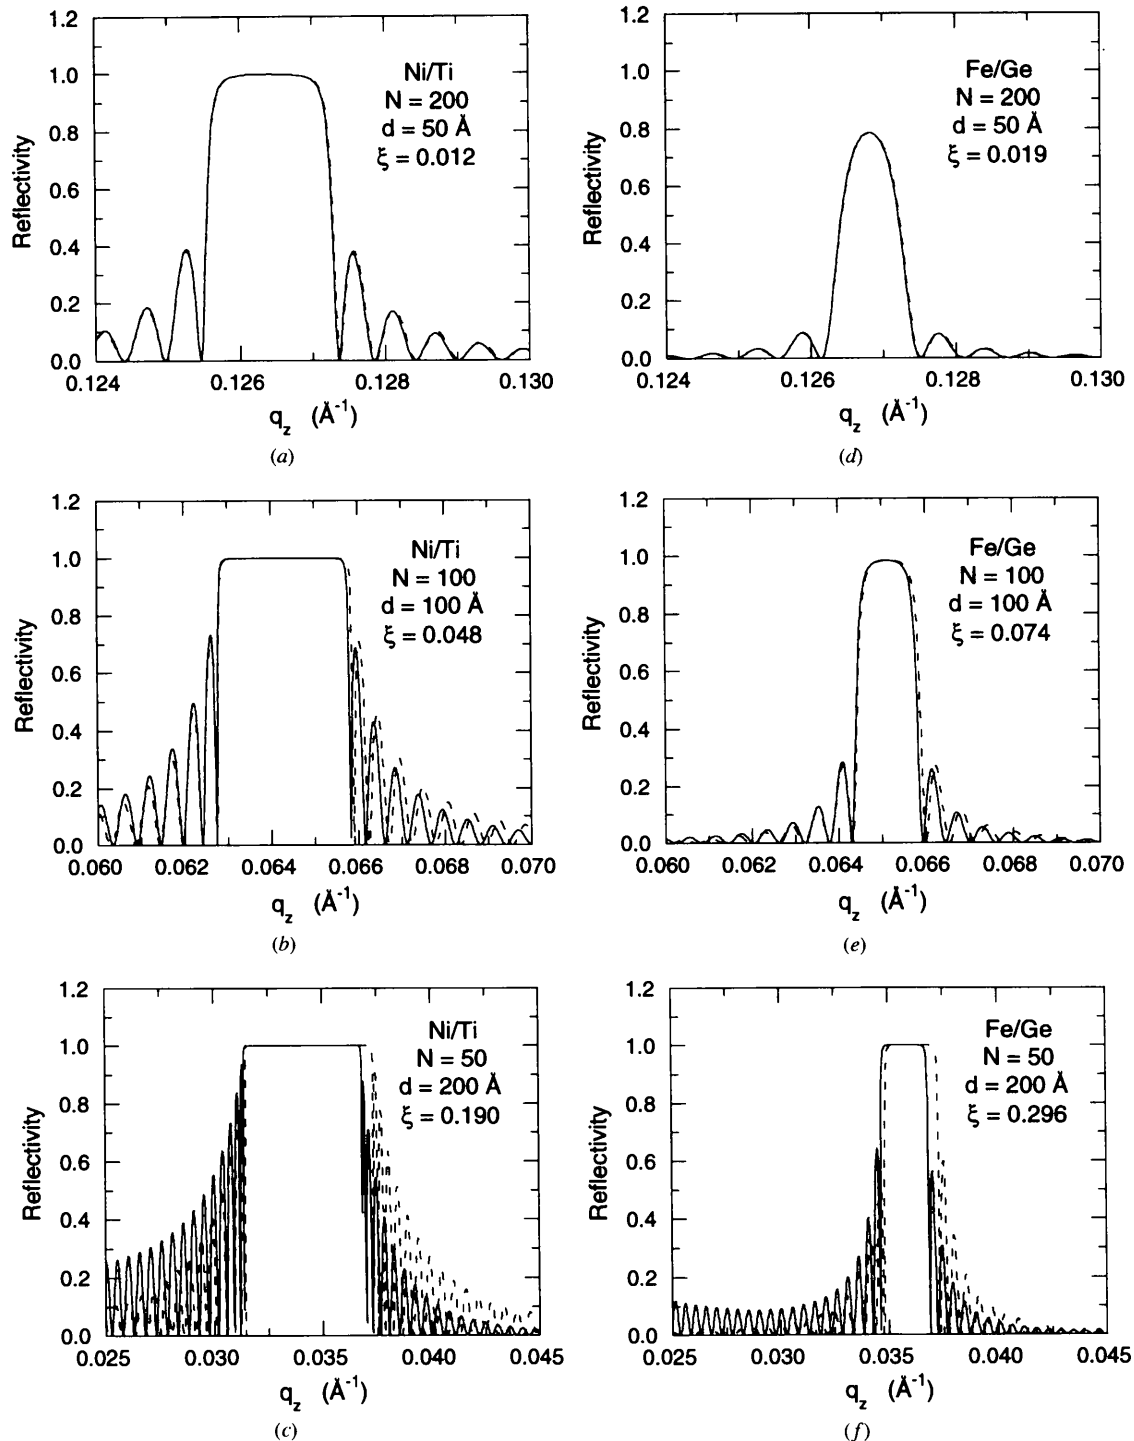 1.2
1.0
0.8
0.6
0.4
0.2
0.0
Reflectivity
Ni/Ti
N = 200
d = 50 Å
ξ = 0.012
0.124
0.126
0.128
0.130
q_z (Å⁻¹)
(a)
1.2
1.0
0.8
0.6
0.4
0.2
0.0
Reflectivity
Fe/Ge
N = 200
d = 50 Å
ξ = 0.019
0.124
0.126
0.128
0.130
q_z (Å⁻¹)
(d)
1.2
1.0
0.8
0.6
0.4
0.2
0.0
Reflectivity
Ni/Ti
N = 100
d = 100 Å
ξ = 0.048
0.060
0.062
0.064
0.066
0.068
0.070
q_z (Å⁻¹)
(b)
1.2
1.0
0.8
0.6
0.4
0.2
0.0
Reflectivity
Fe/Ge
N = 100
d = 100 Å
ξ = 0.074
0.060
0.062
0.064
0.066
0.068
0.070
q_z (Å⁻¹)
(e)
1.2
1.0
0.8
0.6
0.4
0.2
0.0
Reflectivity
Ni/Ti
N = 50
d = 200 Å
ξ = 0.190
0.025
0.030
0.035
0.040
0.045
q_z (Å⁻¹)
(c)
1.2
1.0
0.8
0.6
0.4
0.2
0.0
Reflectivity
Fe/Ge
N = 50
d = 200 Å
ξ = 0.296
0.025
0.030
0.035
0.040
0.045
q_z (Å⁻¹)
(f)